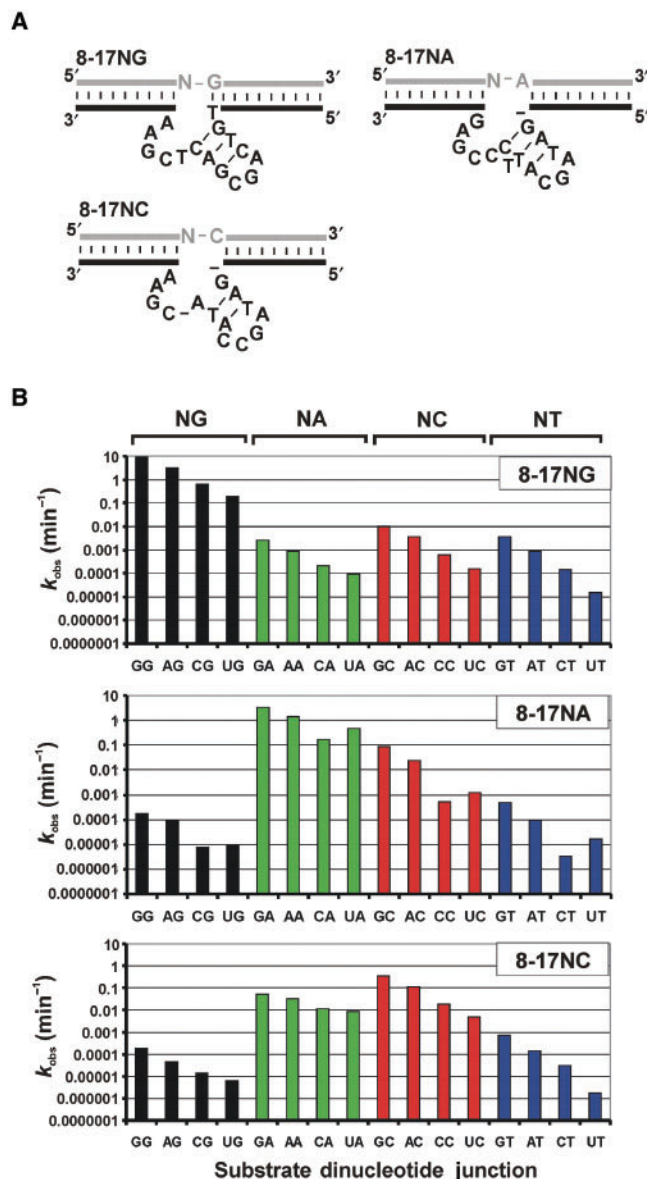 A
8-17NG
5′ N-G 3′
3′ 5′
A A G C T C A G C G A C T G T
8-17NA
5′ N-A 3′
3′ 5′
G A G C C C T T A C G A T A G –
8-17NC
5′ N-C 3′
3′ 5′
A A G C – A T A C C G A T A G –
B
NG NA NC NT
8-17NG
kobs (min−1)
10
1
0.1
0.01
0.001
0.0001
0.00001
0.0000001
GG AG CG UG GA AA CA UA GC AC CC UC GT AT CT UT
8-17NA
kobs (min−1)
10
1
0.1
0.01
0.001
0.0001
0.00001
0.0000001
GG AG CG UG GA AA CA UA GC AC CC UC GT AT CT UT
8-17NC
kobs (min−1)
10
1
0.1
0.01
0.001
0.0001
0.00001
0.0000001
GG AG CG UG GA AA CA UA GC AC CC UC GT AT CT UT
Substrate dinucleotide junction